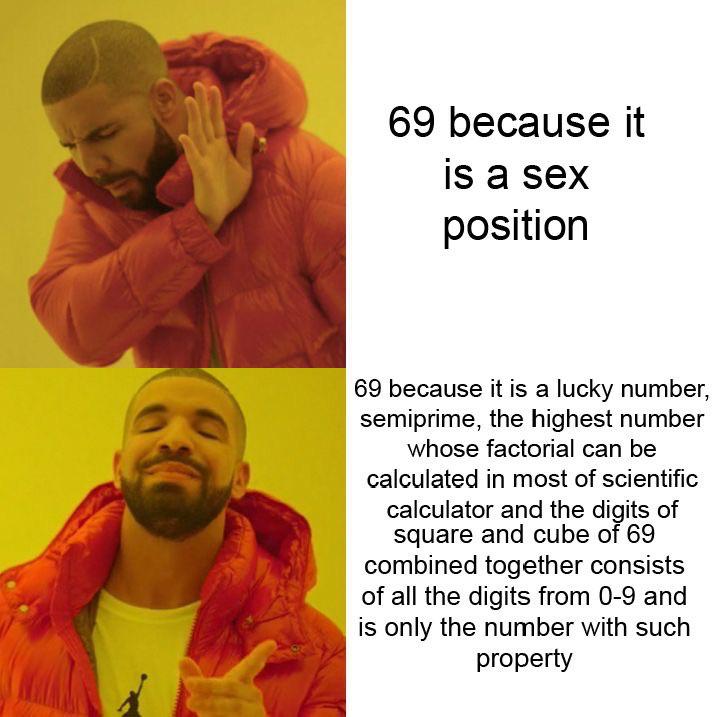 69 because it
is a sex
position
69 because it is a lucky number,
semiprime, the highest number
whose factorial can be
calculated in most of scientific
calculator and the digits of
square and cube of 69
combined together consists
of all the digits from 0-9 and
is only the number with such
property